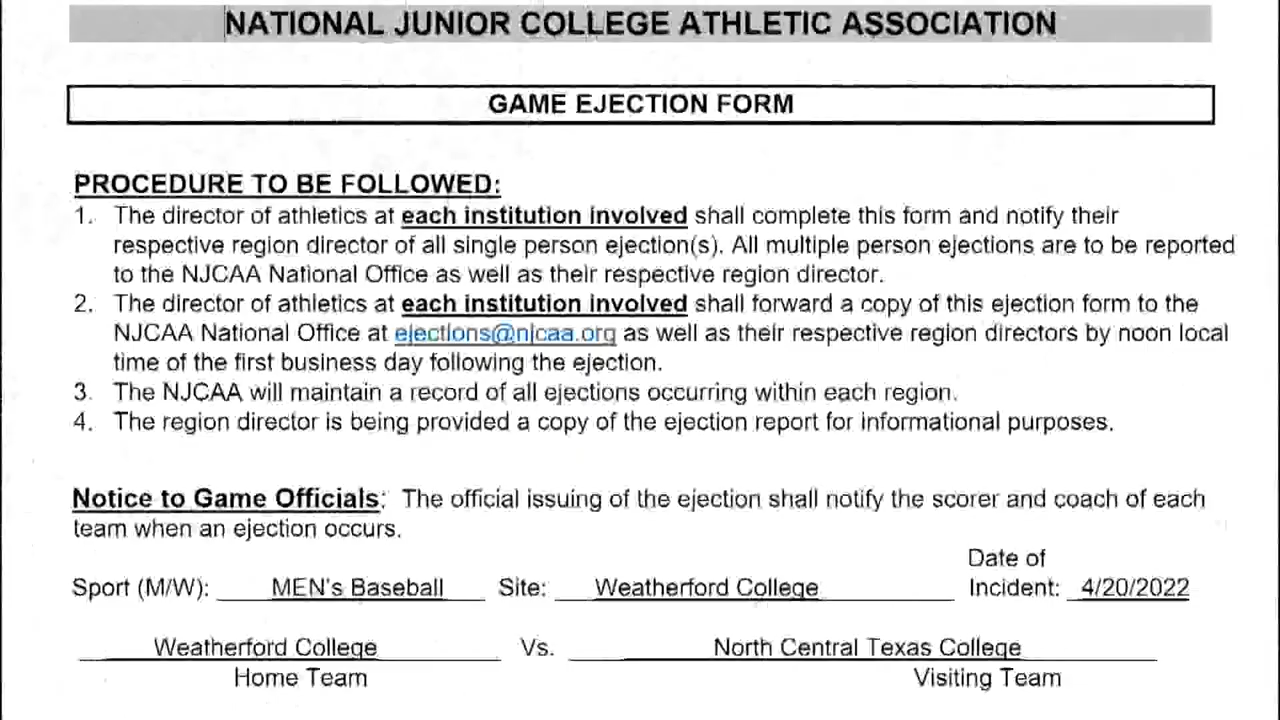 NATIONAL JUNIOR COLLEGE ATHLETIC ASSOCIATION
GAME EJECTION FORM
PROCEDURE TO BE FOLLOWED:
1. The director of athletics at each institution involved shall complete this form and notify their
respective region director of all single person ejection(s). All multiple person ejections are to be reported
to the NJCAA National Office as well as their respective region director.
2. The director of athletics at each institution involved shall forward a copy of this ejection form to the
NJCAA National Office at ejections@njcaa.org as well as their respective region directors by noon local
time of the first business day following the ejection.
3. The NJCAA will maintain a record of all ejections occurring within each region.
4. The region director is being provided a copy of the ejection report for informational purposes.
Notice to Game Officials: The official issuing of the ejection shall notify the scorer and coach of each
team when an ejection occurs.
Date of
Sport (M/W): MEN's Baseball Site: Weatherford College Incident: 4/20/2022
Weatherford College Vs. North Central Texas College
Home Team Visiting Team